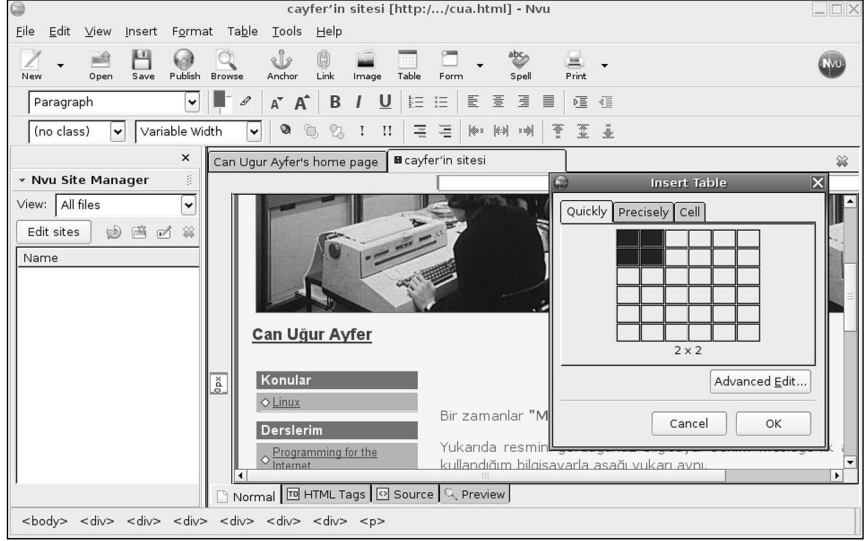 cayfer'in sitesi [http:/.../cua.html] - Nvu
File Edit View Insert Format Table Tools Help
New Open Save Publish Browse Anchor Link Image Table Form Spell Print
Nvu
Paragraph
B I U
(no class) Variable Width ! !!
Nvu Site Manager
View: All files
Edit sites
Name
Can Ugur Ayfer's home page
cayfer'in sitesi
Can Uğur Ayfer
Konular
Linux
Derslerim
Programming for the
Internet
0px
Bir zamanlar "M
Yukarıda resmin
kullandığım bilgisayarla aşağı yukarı aynı.
Insert Table
Quickly Precisely Cell
2 x 2
Advanced Edit...
Cancel OK
Normal HTML Tags Source Preview
<body> <div> <div> <div> <div> <div> <div> <p>